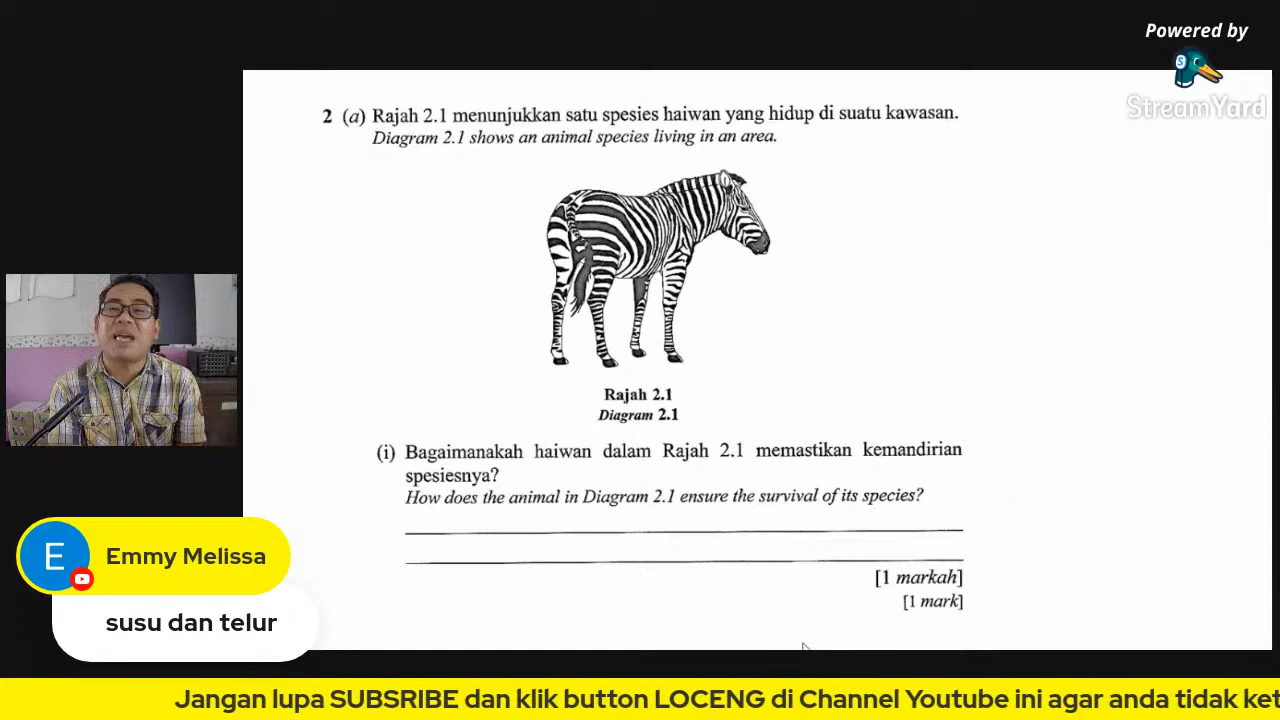 Powered by
S
StreamYard
2 (a) Rajah 2.1 menunjukkan satu spesies haiwan yang hidup di suatu kawasan.
Diagram 2.1 shows an animal species living in an area.
Rajah 2.1
Diagram 2.1
(i) Bagaimanakah haiwan dalam Rajah 2.1 memastikan kemandirian
spesiesnya?
How does the animal in Diagram 2.1 ensure the survival of its species?
[1 markah]
[1 mark]
E
Emmy Melissa
susu dan telur
Jangan lupa SUBSRIBE dan klik button LOCENG di Channel Youtube ini agar anda tidak ket